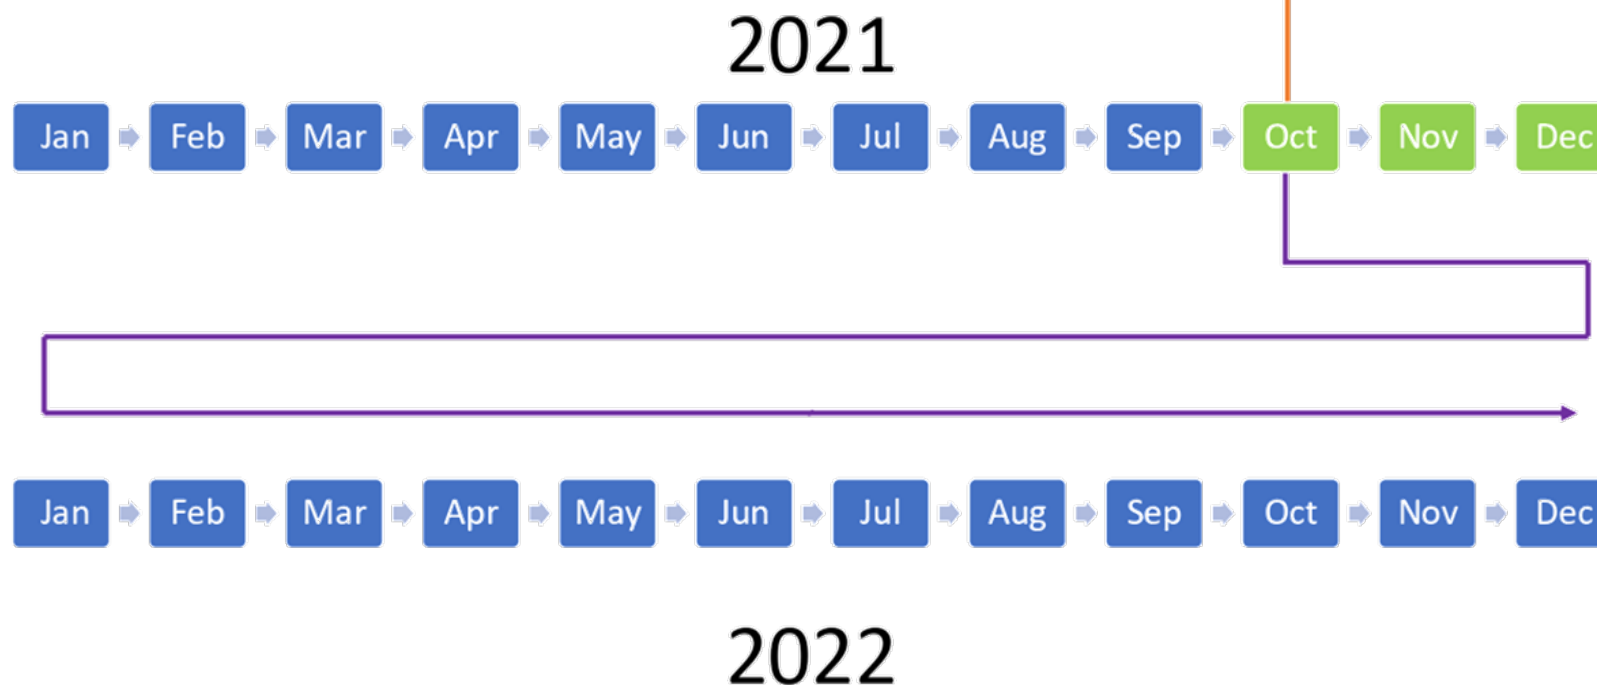 2021
Jan Feb Mar Apr May Jun Jul Aug Sep Oct Nov Dec
Jan Feb Mar Apr May Jun Jul Aug Sep Oct Nov Dec
2022